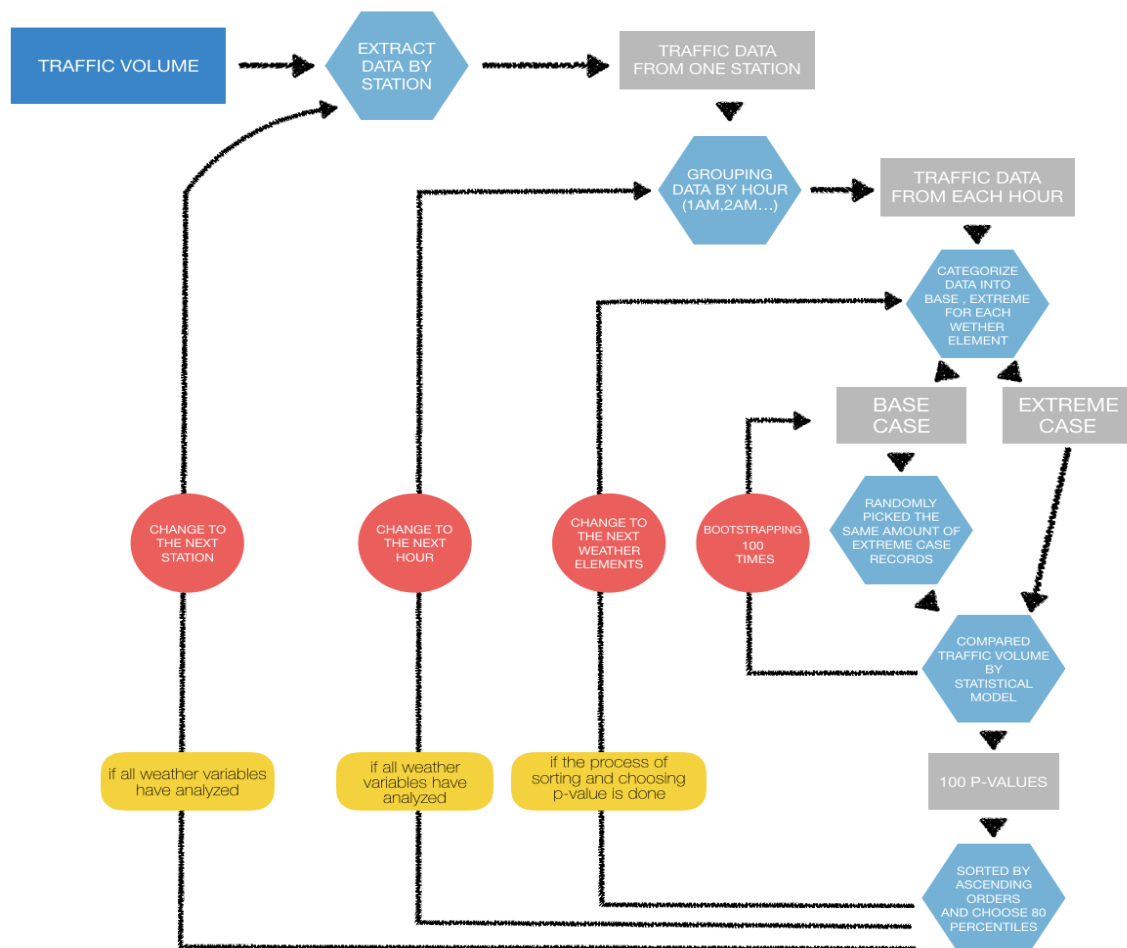 TRAFFIC VOLUME
EXTRACT
DATA BY
STATION
TRAFFIC DATA
FROM ONE STATION
GROUPING
DATA BY HOUR
(1AM,2AM...)
TRAFFIC DATA
FROM EACH HOUR
CATEGORIZE
DATA INTO
BASE , EXTREME
FOR EACH
WETHER
ELEMENT
BASE
CASE
EXTREME
CASE
CHANGE TO
THE NEXT
STATION
CHANGE TO
THE NEXT
HOUR
CHANGE TO
THE NEXT
WEATHER
ELEMENTS
BOOTSTRAPPING
100
TIMES
RANDOMLY
PICKED THE
SAME AMOUNT OF
EXTREME CASE
RECORDS
COMPARED
TRAFFIC VOLUME
BY
STATISTICAL
MODEL
if all weather variables
have analyzed
if all weather
variables have
analyzed
if the process of
sorting and choosing
p-value is done
100 P-VALUES
SORTED BY
ASCENDING
ORDERS
AND CHOOSE 80
PERCENTILES